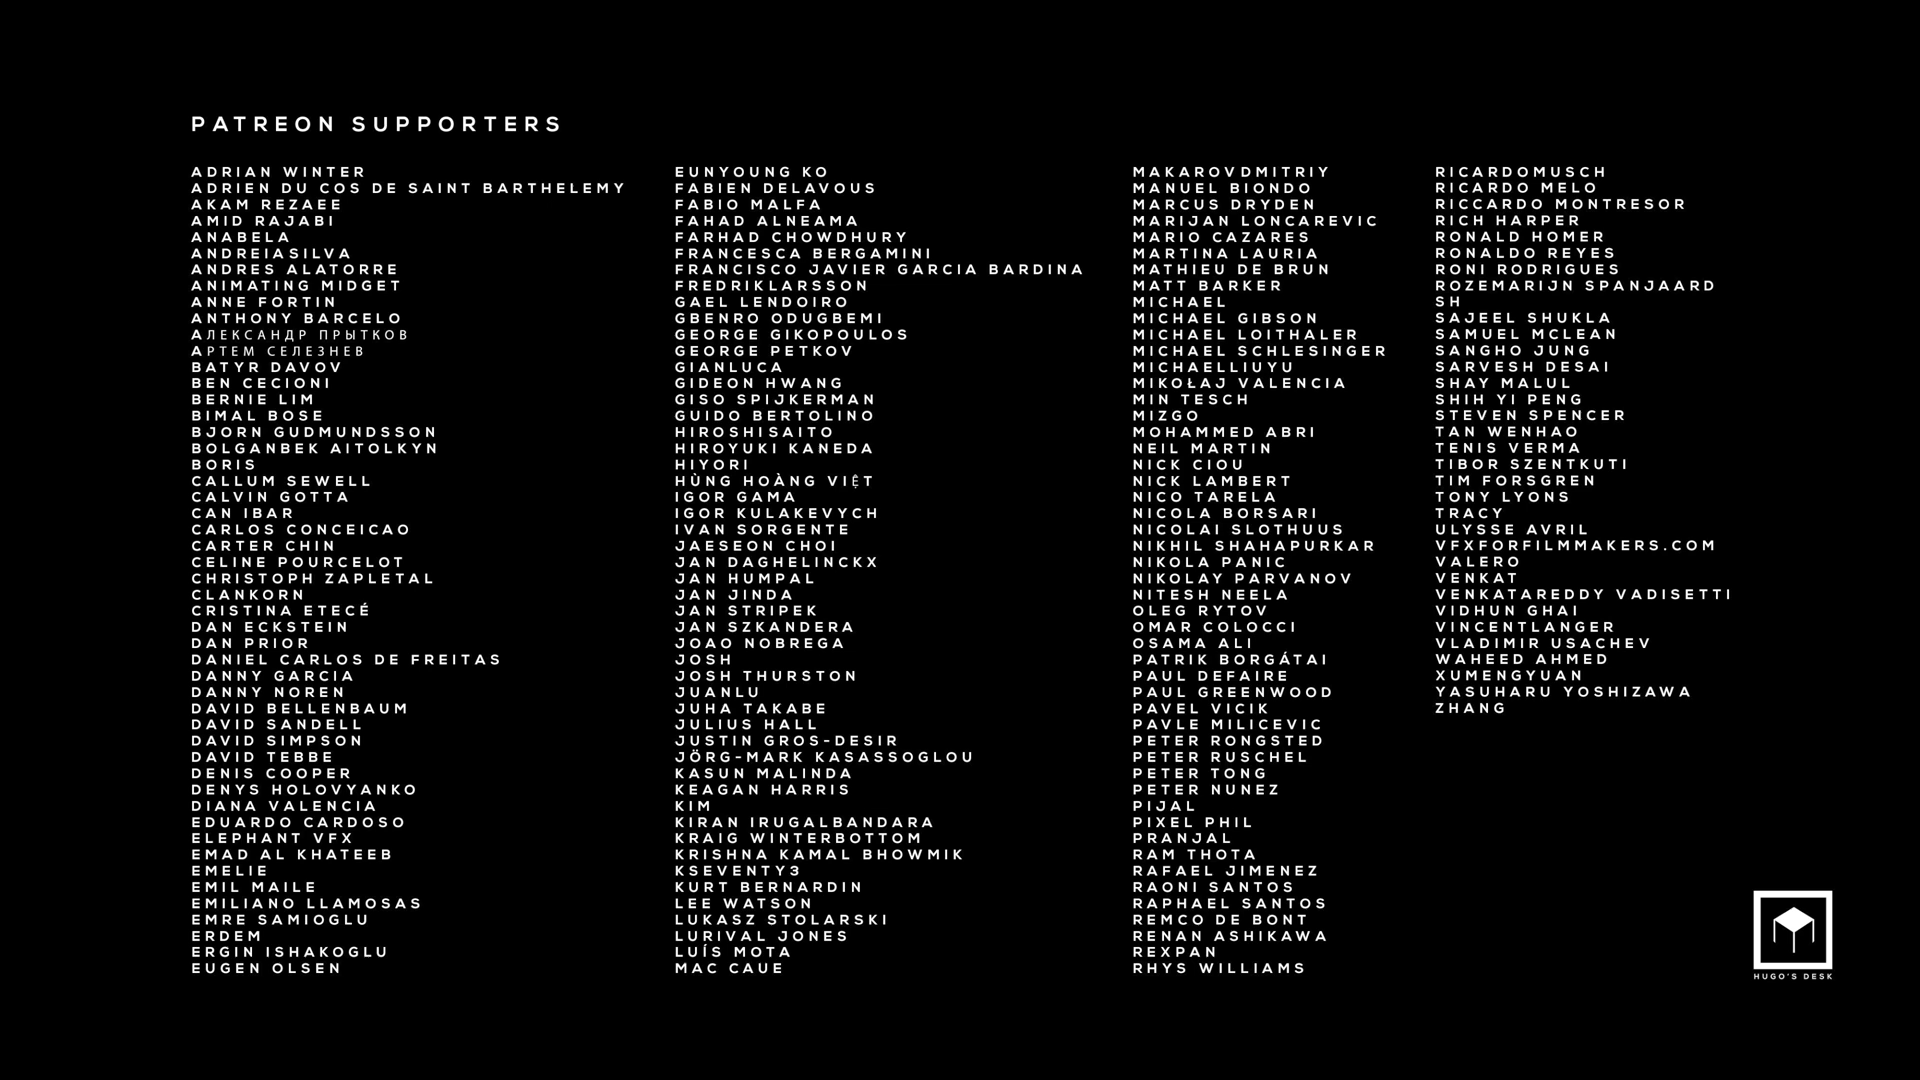 PATREON SUPPORTERS
ADRIAN WINTER
ADRIEN DU COS DE SAINT BARTHELEMY
AKAM REZAEE
AMID RAJABI
ANABELA
ANDREIASILVA
ANDRES ALATORRE
ANIMATING MIDGET
ANNE FORTIN
ANTHONY BARCELO
АЛЕКСАНДР ПРЫТКОВ
АРТЕМ СЕЛЕЗНЕВ
BATYR DAVOV
BEN CECIONI
BERNIE LIM
BIMAL BOSE
BJORN GUDMUNDSSON
BOLGANBEK AITOLKYN
BORIS
CALLUM SEWELL
CALVIN GOTTA
CAN IBAR
CARLOS CONCEICAO
CARTER CHIN
CELINE POURCELOT
CHRISTOPH ZAPLETAL
CLANKORN
CRISTINA ETECÉ
DAN ECKSTEIN
DAN PRIOR
DANIEL CARLOS DE FREITAS
DANNY GARCIA
DANNY NOREN
DAVID BELLENBAUM
DAVID SANDELL
DAVID SIMPSON
DAVID TEBBE
DENIS COOPER
DENYS HOLOVYANKO
DIANA VALENCIA
EDUARDO CARDOSO
ELEPHANT VFX
EMAD AL KHATEEB
EMELIE
EMIL MAILE
EMILIANO LLAMOSAS
EMRE SAMIOGLU
ERDEM
ERGIN ISHAKOGLU
EUGEN OLSEN
EUNYOUNG KO
FABIEN DELAVOUS
FABIO MALFA
FAHAD ALNEAMA
FARHAD CHOWDHURY
FRANCESCA BERGAMINI
FRANCISCO JAVIER GARCIA BARDINA
FREDRIKLARSSON
GAEL LENDOIRO
GBENRO ODUGBEMI
GEORGE GIKOPOULOS
GEORGE PETKOV
GIANLUCA
GIDEON HWANG
GISO SPIJKERMAN
GUIDO BERTOLINO
HIROSHISAITO
HIROYUKI KANEDA
HIYORI
HÙNG HOÀNG VIỆT
IGOR GAMA
IGOR KULAKEVYCH
IVAN SORGENTE
JAESEON CHOI
JAN DAGHELINCKX
JAN HUMPAL
JAN JINDA
JAN STRIPEK
JAN SZKANDERA
JOAO NOBREGA
JOSH
JOSH THURSTON
JUANLU
JUHA TAKABE
JULIUS HALL
JUSTIN GROS-DESIR
JÖRG-MARK KASASSOGLOU
KASUN MALINDA
KEAGAN HARRIS
KIM
KIRAN IRUGALBANDARA
KRAIG WINTERBOTTOM
KRISHNA KAMAL BHOWMIK
KSEVENTY3
KURT BERNARDIN
LEE WATSON
LUKASZ STOLARSKI
LURIVAL JONES
LUÍS MOTA
MAC CAUE
MAKAROVDMITRIY
MANUEL BIONDO
MARCUS DRYDEN
MARIJAN LONCAREVIC
MARIO CAZARES
MARTINA LAURIA
MATHIEU DE BRUN
MATT BARKER
MICHAEL
MICHAEL GIBSON
MICHAEL LOITHALER
MICHAEL SCHLESINGER
MICHAELLIUYU
MIKOŁAJ VALENCIA
MIN TESCH
MIZGO
MOHAMMED ABRI
NEIL MARTIN
NICK CIOU
NICK LAMBERT
NICO TARELA
NICOLA BORSARI
NICOLAI SLOTHUUS
NIKHIL SHAHAPURKAR
NIKOLA PANIC
NIKOLAY PARVANOV
NITESH NEELA
OLEG RYTOV
OMAR COLOCCI
OSAMA ALI
PATRIK BORGÁTAI
PAUL DEFAIRE
PAUL GREENWOOD
PAVEL VICIK
PAVLE MILICEVIC
PETER RONGSTED
PETER RUSCHEL
PETER TONG
PETER NUNEZ
PIJAL
PIXEL PHIL
PRANJAL
RAM THOTA
RAFAEL JIMENEZ
RAONI SANTOS
RAPHAEL SANTOS
REMCO DE BONT
RENAN ASHIKAWA
REXPAN
RHYS WILLIAMS
RICARDOMUSCH
RICARDO MELO
RICCARDO MONTRESOR
RICH HARPER
RONALD HOMER
RONALDO REYES
RONI RODRIGUES
ROZEMARIJN SPANJAARD
SH
SAJEEL SHUKLA
SAMUEL MCLEAN
SANGHO JUNG
SARVESH DESAI
SHAY MALUL
SHIH YI PENG
STEVEN SPENCER
TAN WENHAO
TENIS VERMA
TIBOR SZENTKUTI
TIM FORSGREN
TONY LYONS
TRACY
ULYSSE AVRIL
VFXFORFILMMAKERS.COM
VALERO
VENKAT
VENKATAREDDY VADISETTI
VIDHUN GHAI
VINCENTLANGER
VLADIMIR USACHEV
WAHEED AHMED
XUMENGYUAN
YASUHARU YOSHIZAWA
ZHANG
HUGO'S DESK